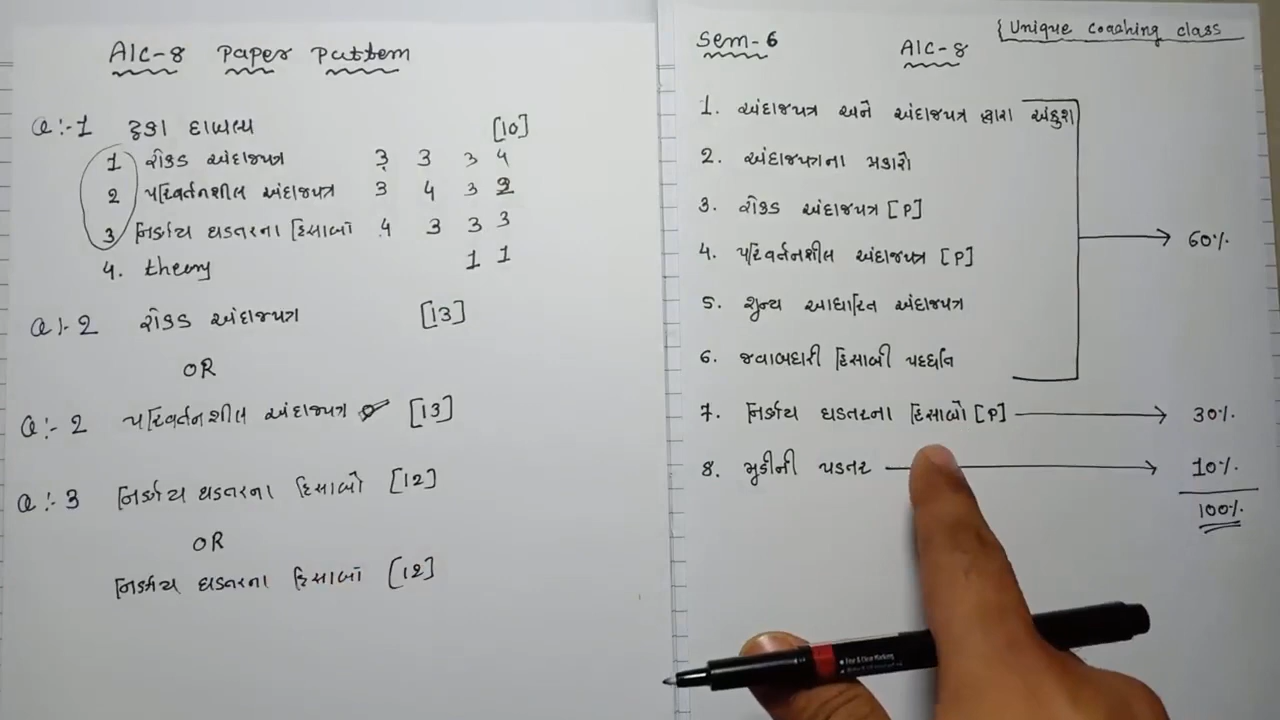 A/C-8 Paper Pattern
Q:-1 ટુંકા દાખલા [10]
1 રોકડ અંદાજપત્ર 3 3 3 4
2 પરિવર્તનશીલ અંદાજપત્ર 3 4 3 2
3 નિર્ણય ઘડતરના હિસાબો 4 3 3 3
4. theory 1 1
Q:-2 રોકડ અંદાજપત્ર [13]
OR
Q:-2 પરિવર્તનશીલ અંદાજપત્ર [13]
Q:-3 નિર્ણય ઘડતરના હિસાબો [12]
OR
નિર્ણય ઘડતરના હિસાબો [12]
Unique coaching class
Sem-6 A/C-8
1. અંદાજપત્ર અને અંદાજપત્ર દ્વારા અંકુશ
2. અંદાજપત્રના પ્રકારો
3. રોકડ અંદાજપત્ર [P]
4. પરિવર્તનશીલ અંદાજપત્ર [P]
5. શૂન્ય આધારિત અંદાજપત્ર
6. જવાબદારી હિસાબી પદ્ધતિ
60%
7. નિર્ણય ઘડતરના હિસાબો [P] 30%
8. મુડીની પડતર 10%
100%